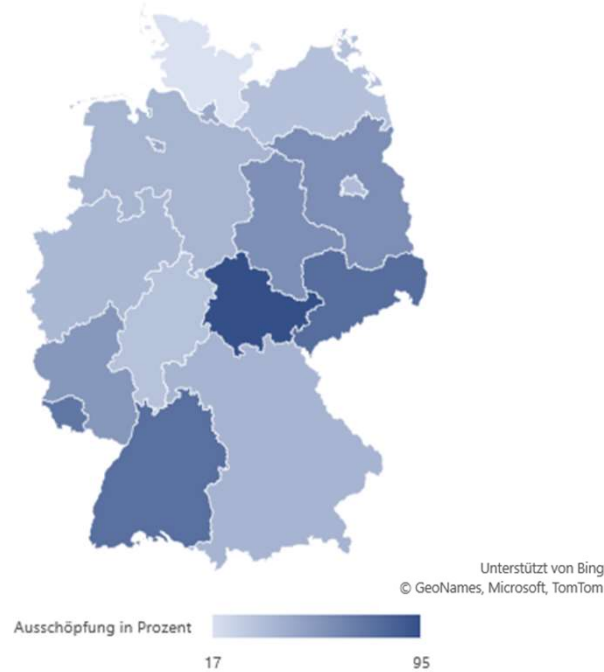 Unterstützt von Bing
© GeoNames, Microsoft, TomTom
Ausschöpfung in Prozent
17
95